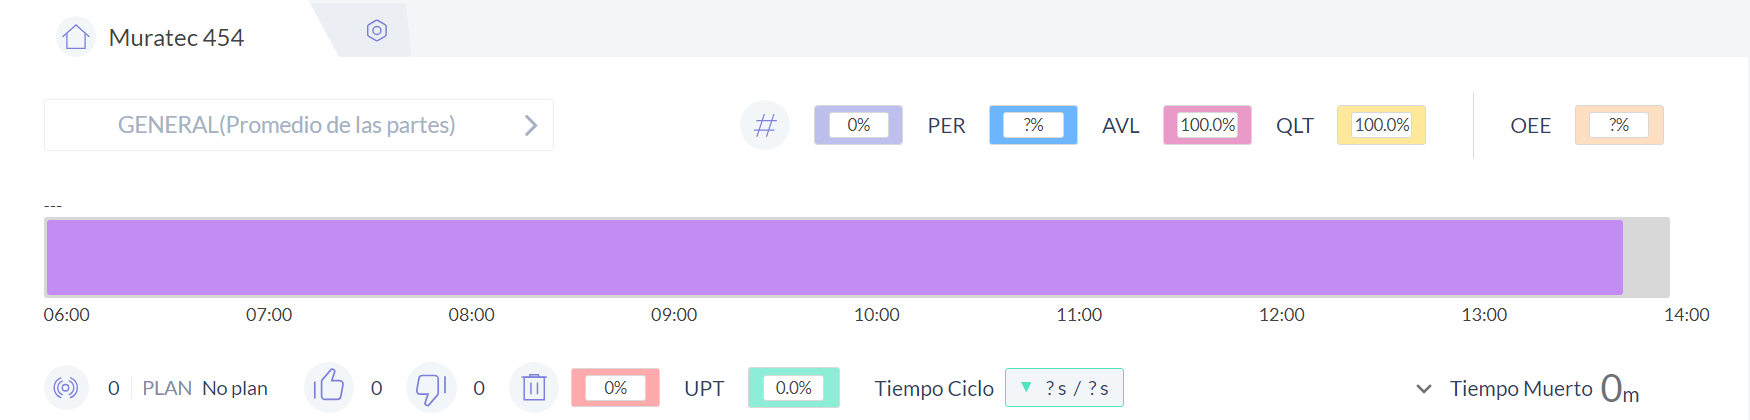 Muratec 454
GENERAL(Promedio de las partes)
# 0% PER ?% AVL 100.0% QLT 100.0% OEE ?%
---
06:00 07:00 08:00 09:00 10:00 11:00 12:00 13:00 14:00
0 PLAN No plan 0 0 0% UPT 0.0% Tiempo Ciclo ? s / ? s Tiempo Muerto 0m